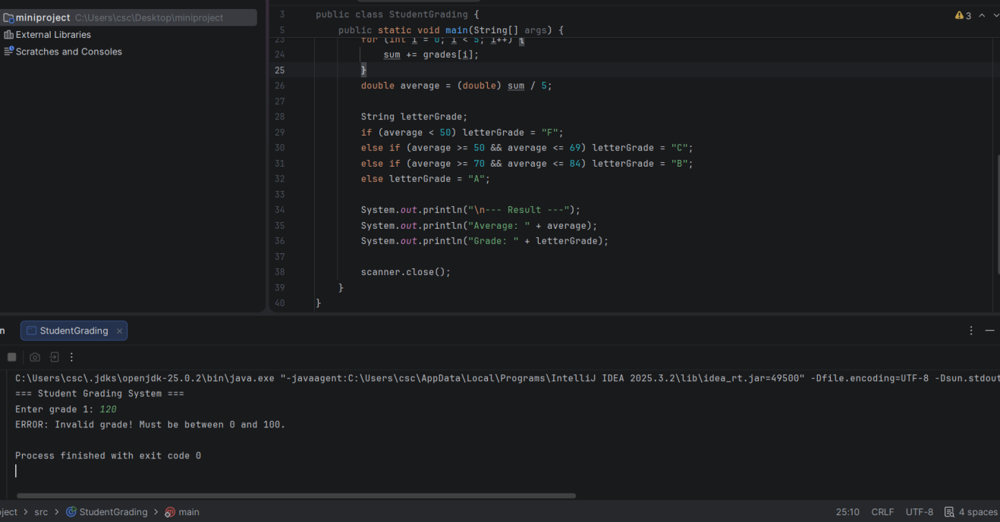 miniproject C:\Users\csc\Desktop\miniproject
External Libraries
Scratches and Consoles
3 public class StudentGrading {
5 public static void main(String[] args) {
23 for (int i = 0; i < 5; i++) {
24 sum += grades[i];
25 }
26 double average = (double) sum / 5;
27
28 String letterGrade;
29 if (average < 50) letterGrade = "F";
30 else if (average >= 50 && average <= 69) letterGrade = "C";
31 else if (average >= 70 && average <= 84) letterGrade = "B";
32 else letterGrade = "A";
33
34 System.out.println("\n--- Result ---");
35 System.out.println("Average: " + average);
36 System.out.println("Grade: " + letterGrade);
37
38 scanner.close();
39 }
40 }
3
n StudentGrading
C:\Users\csc\.jdks\openjdk-25.0.2\bin\java.exe "-javaagent:C:\Users\csc\AppData\Local\Programs\IntelliJ IDEA 2025.3.2\lib\idea_rt.jar=49500" -Dfile.encoding=UTF-8 -Dsun.stdout
=== Student Grading System ===
Enter grade 1: 120
ERROR: Invalid grade! Must be between 0 and 100.
Process finished with exit code 0
ject > src > StudentGrading > main 25:10 CRLF UTF-8 4 spaces